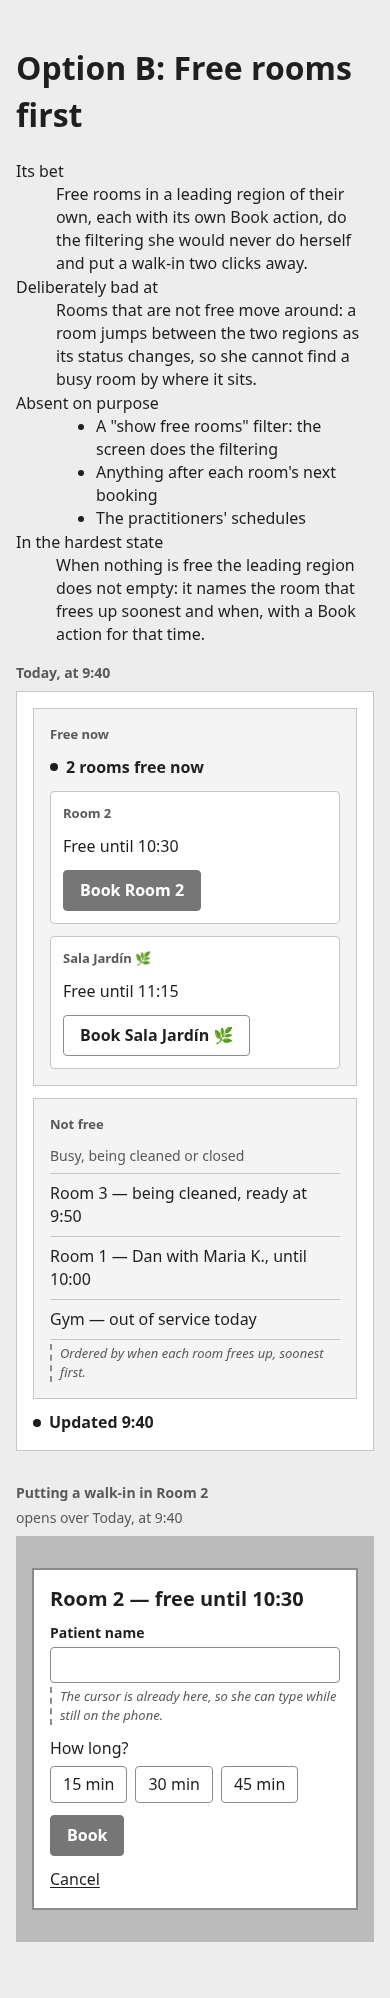 Option B: Free rooms
first
Its bet
Free rooms in a leading region of their
own, each with its own Book action, do
the filtering she would never do herself
and put a walk-in two clicks away.
Deliberately bad at
Rooms that are not free move around: a
room jumps between the two regions as
its status changes, so she cannot find a
busy room by where it sits.
Absent on purpose
• A "show free rooms" filter: the
screen does the filtering
• Anything after each room's next
booking
• The practitioners' schedules
In the hardest state
When nothing is free the leading region
does not empty: it names the room that
frees up soonest and when, with a Book
action for that time.
Today, at 9:40
Free now
2 rooms free now
Room 2
Free until 10:30
Book Room 2
Sala Jardín 🌿
Free until 11:15
Book Sala Jardín 🌿
Not free
Busy, being cleaned or closed
Room 3 — being cleaned, ready at
9:50
Room 1 — Dan with Maria K., until
10:00
Gym — out of service today
Ordered by when each room frees up, soonest
first.
Updated 9:40
Putting a walk-in in Room 2
opens over Today, at 9:40
Room 2 — free until 10:30
Patient name
The cursor is already here, so she can type while
still on the phone.
How long?
15 min 30 min 45 min
Book
Cancel